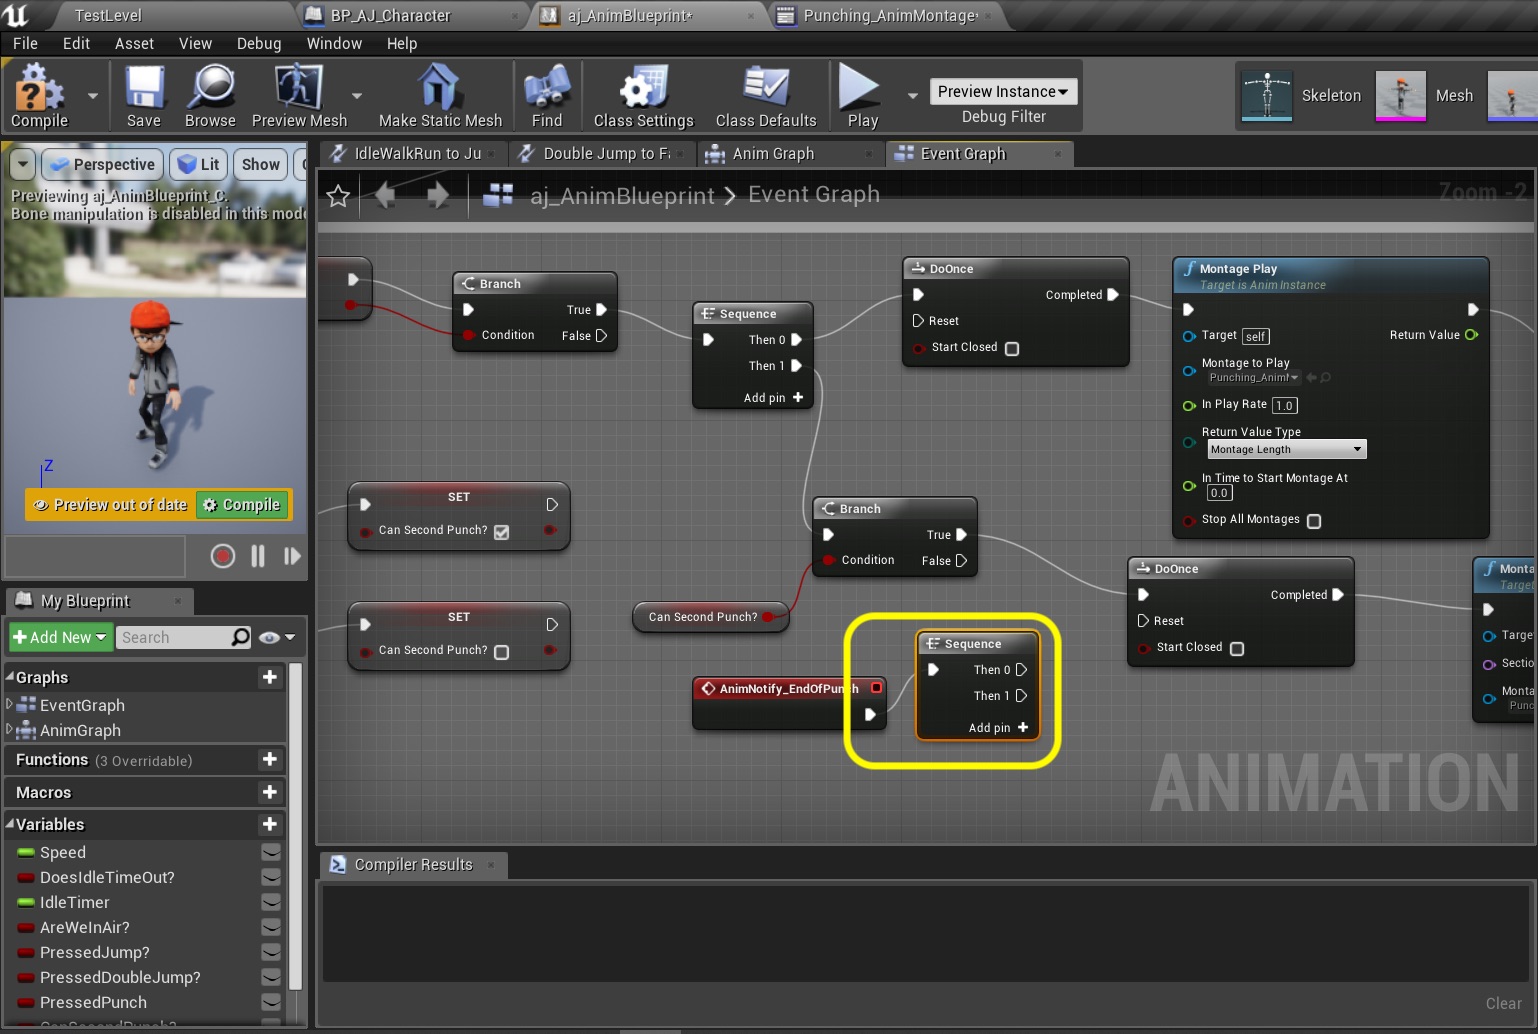 TestLevel
BP_AJ_Character
aj_AnimBlueprint*
Punching_AnimMontage*
File Edit Asset View Debug Window Help
Compile
Save
Browse
Preview Mesh
Make Static Mesh
Find
Class Settings
Class Defaults
Play
Preview Instance
Debug Filter
Skeleton
Mesh
Perspective
Lit
Show
Previewing aj_AnimBlueprint_C.
Bone manipulation is disabled in this mode
Z
Preview out of date
Compile
My Blueprint
Add New
Search
Graphs
EventGraph
AnimGraph
Functions (3 Overridable)
Macros
Variables
Speed
DoesIdleTimeOut?
IdleTimer
AreWeInAir?
PressedJump?
PressedDoubleJump?
PressedPunch
IdleWalkRun to Ju
Double Jump to Fa
Anim Graph
Event Graph
aj_AnimBlueprint > Event Graph
Zoom -2
Branch
True
Condition
False
Sequence
Then 0
Then 1
Add pin +
DoOnce
Completed
Reset
Start Closed
Montage Play
Target is Anim Instance
Target self
Return Value
Montage to Play
Punching_AnimM
In Play Rate 1.0
Return Value Type
Montage Length
In Time to Start Montage At
0.0
Stop All Montages
SET
Can Second Punch?
SET
Can Second Punch?
Branch
True
Condition
False
Can Second Punch?
AnimNotify_EndOfPunch
Sequence
Then 0
Then 1
Add pin +
DoOnce
Completed
Reset
Start Closed
Monta
Target
Targe
Sectio
Monta
Punc
ANIMATION
Compiler Results
Clear